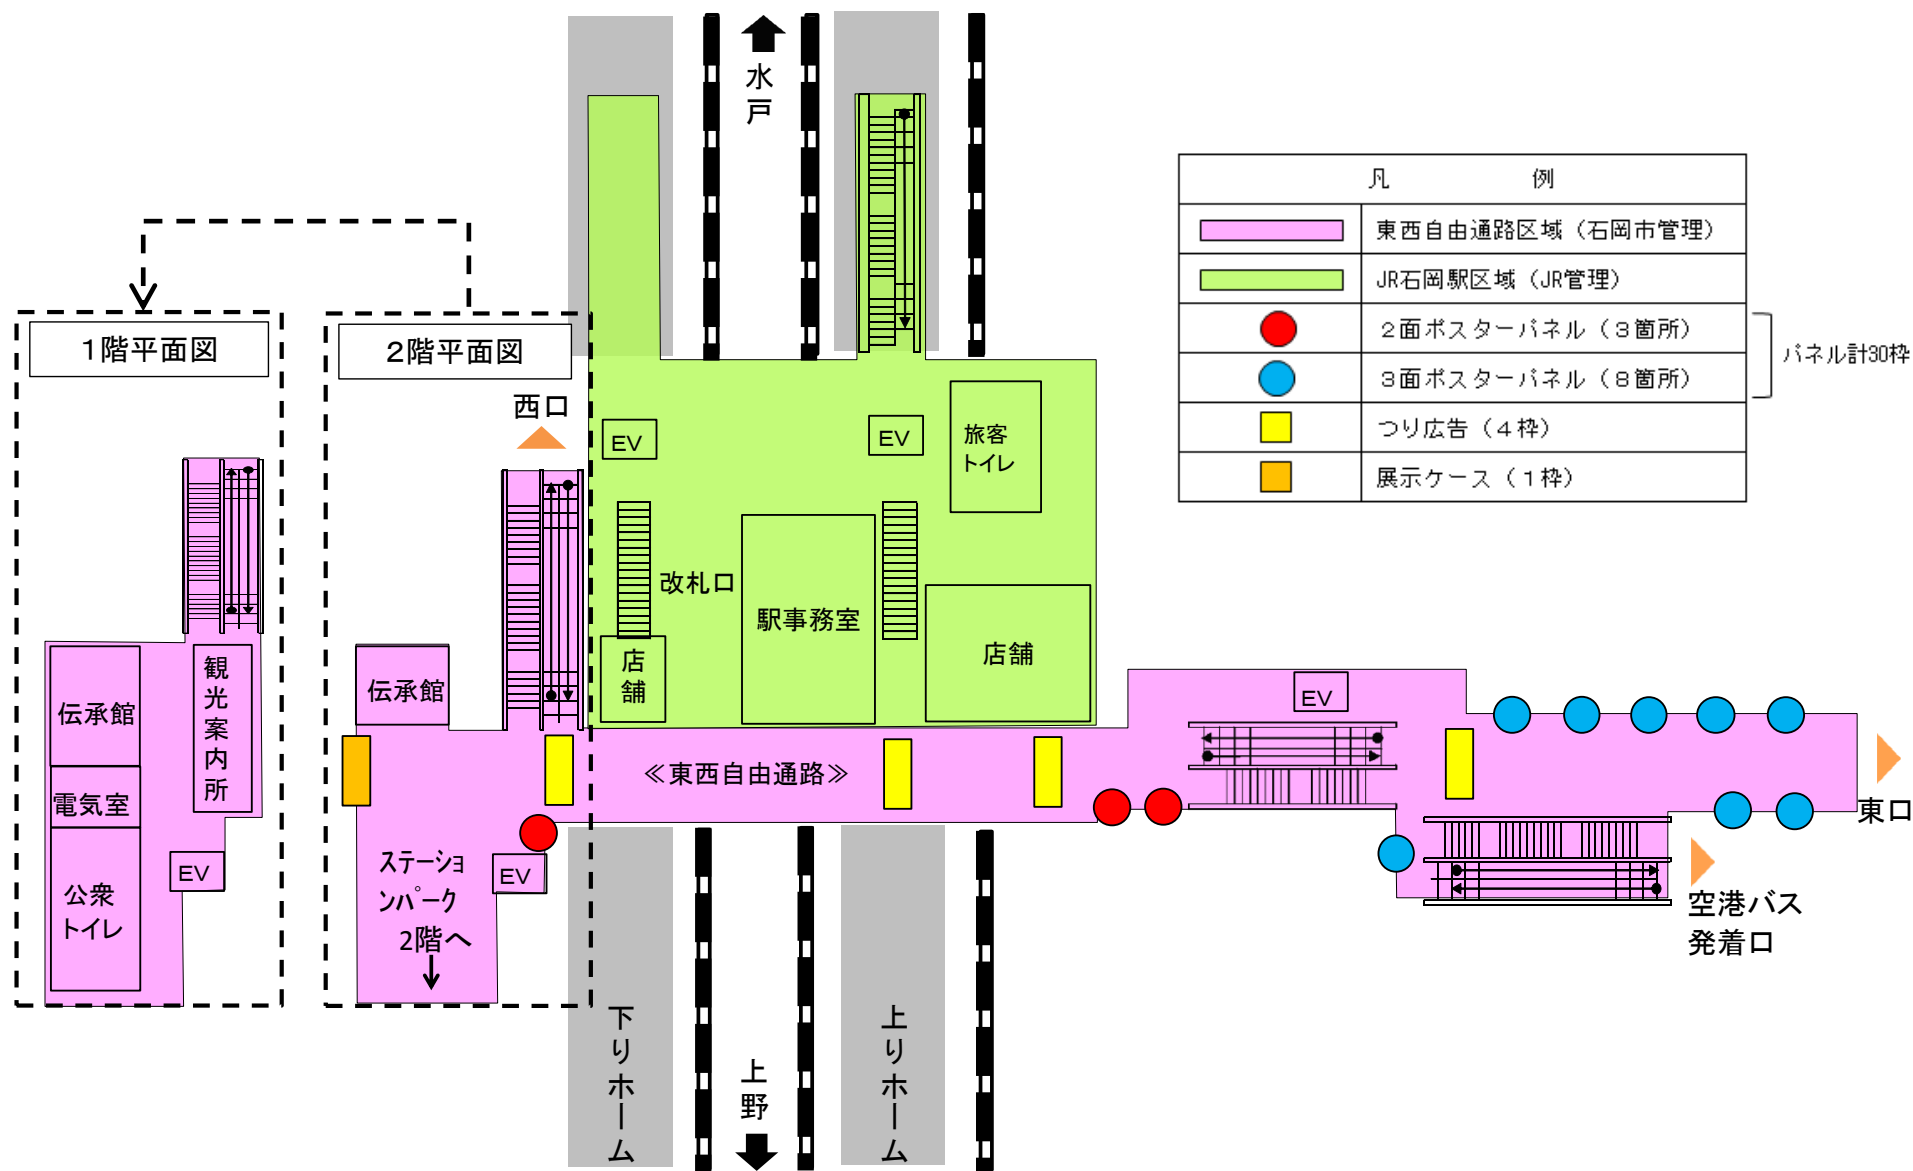 水戸
凡 例
東西自由通路区域（石岡市管理）
JR石岡駅区域（JR管理）
２面ポスターパネル（３箇所）
３面ポスターパネル（８箇所）
パネル計30枠
つり広告（４枠）
展示ケース（１枠）
1階平面図
2階平面図
西口
EV
EV
旅客
トイレ
改札口
駅事務室
店舗
店舗
伝承館
観光案内所
電気室
公衆
トイレ
EV
伝承館
≪東西自由通路≫
EV
ステーショ
ンパーク
2階へ
EV
東口
空港バス
発着口
下りホーム
上りホーム
上野